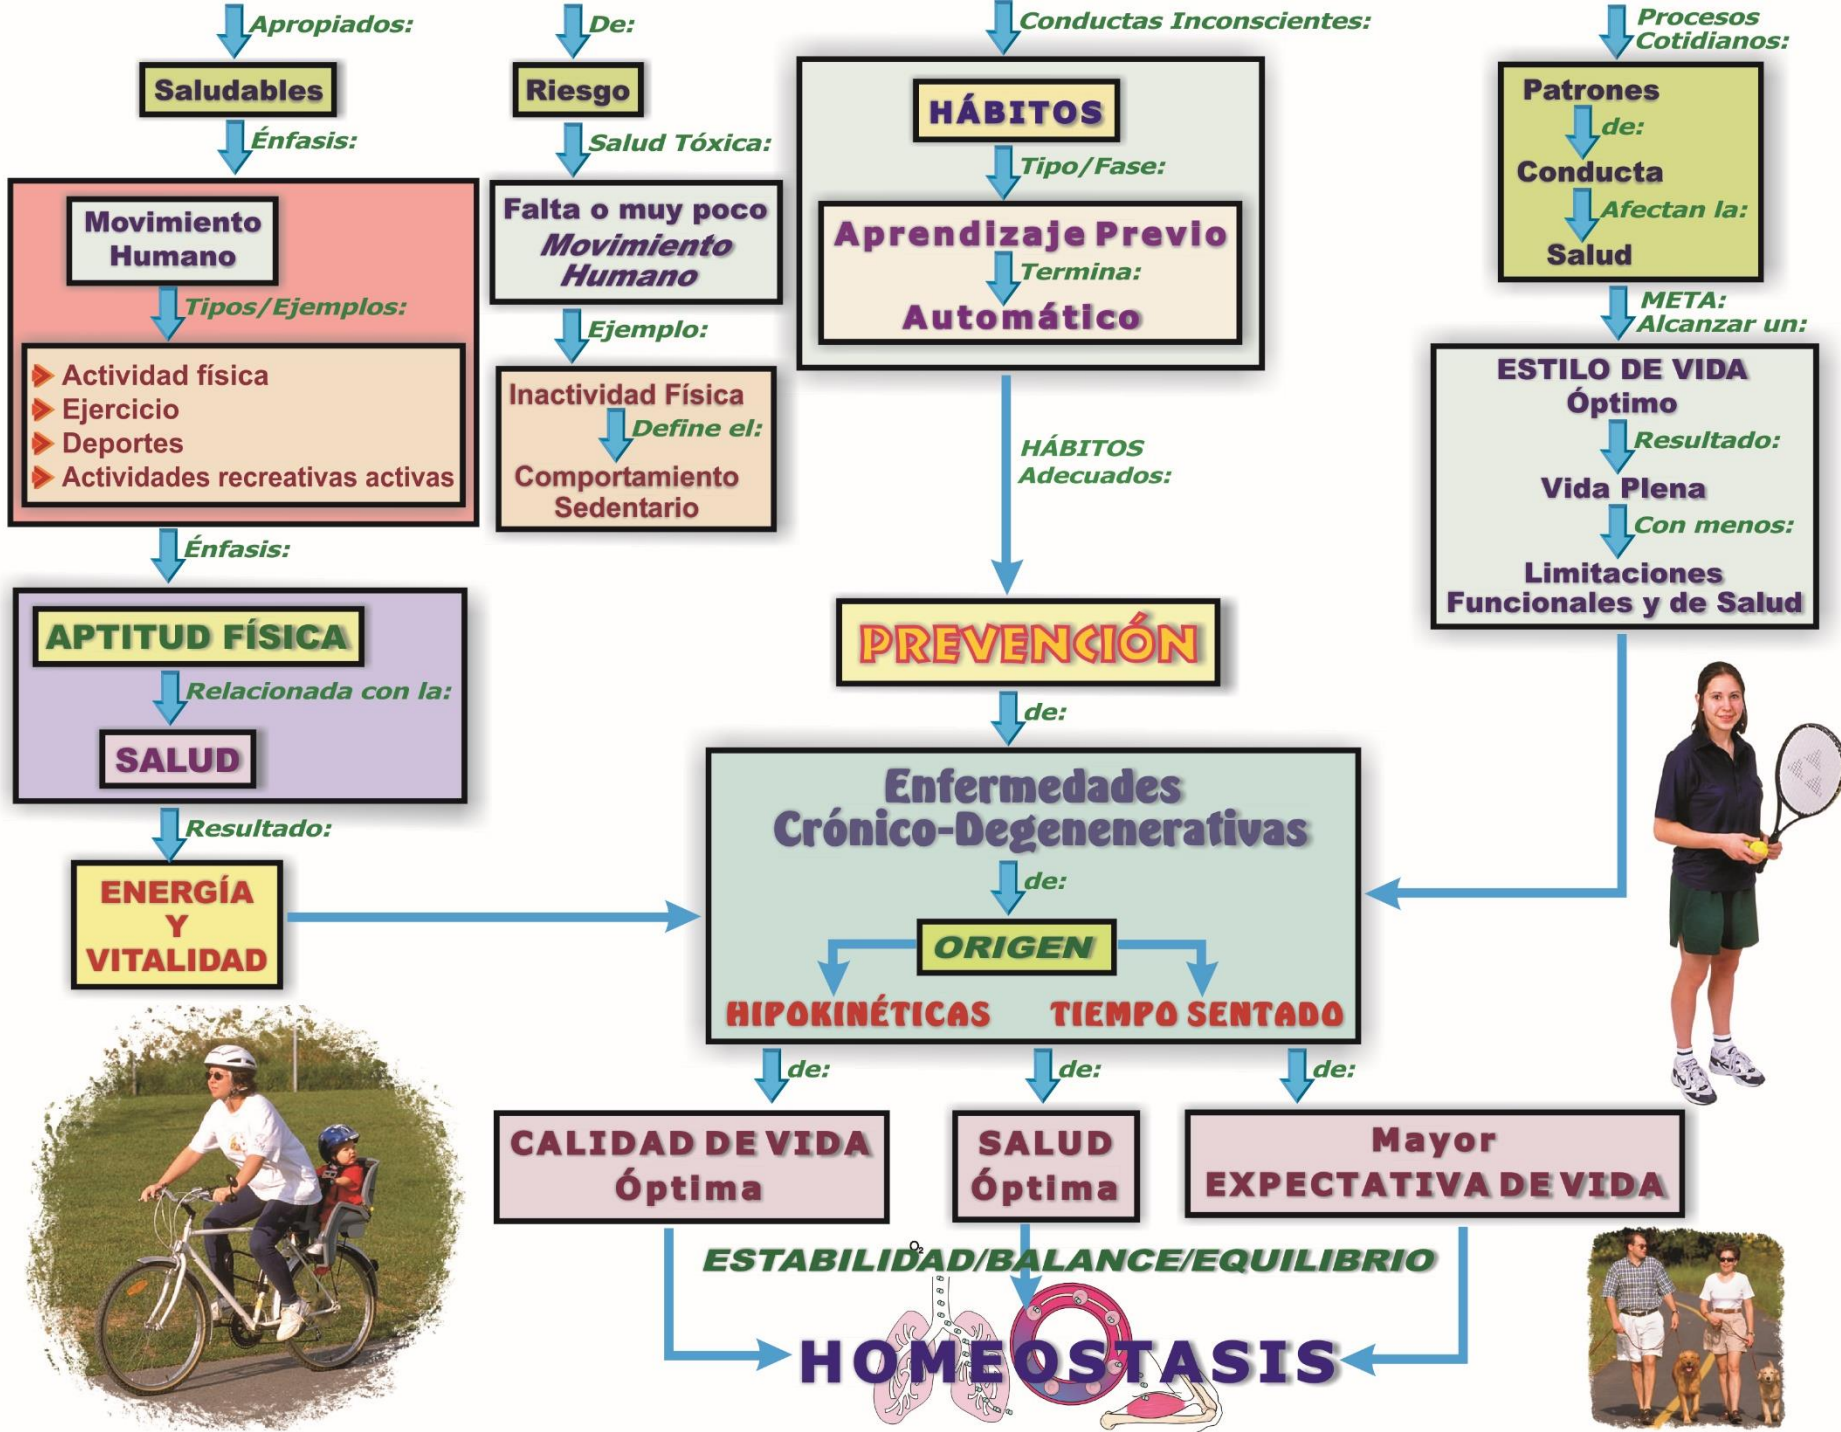 Apropiados:
Saludables
Énfasis:
Movimiento
Humano
Tipos/Ejemplos:
Actividad física
Ejercicio
Deportes
Actividades recreativas activas
Énfasis:
APTITUD FÍSICA
Relacionada con la:
SALUD
Resultado:
ENERGÍA
Y
VITALIDAD
De:
Riesgo
Salud Tóxica:
Falta o muy poco
Movimiento
Humano
Ejemplo:
Inactividad Física
Define el:
Comportamiento
Sedentario
Conductas Inconscientes:
HÁBITOS
Tipo/Fase:
Aprendizaje Previo
Termina:
Automático
HÁBITOS
Adecuados:
PREVENCIÓN
de:
Enfermedades
Crónico-Degenenerativas
de:
ORIGEN
HIPOKINÉTICAS
TIEMPO SENTADO
Procesos
Cotidianos:
Patrones
de:
Conducta
Afectan la:
Salud
META:
Alcanzar un:
ESTILO DE VIDA
Óptimo
Resultado:
Vida Plena
Con menos:
Limitaciones
Funcionales y de Salud
de:
CALIDAD DE VIDA
Óptima
de:
SALUD
Óptima
de:
Mayor
EXPECTATIVA DE VIDA
O₂
ESTABILIDAD/BALANCE/EQUILIBRIO
HOMEOSTASIS